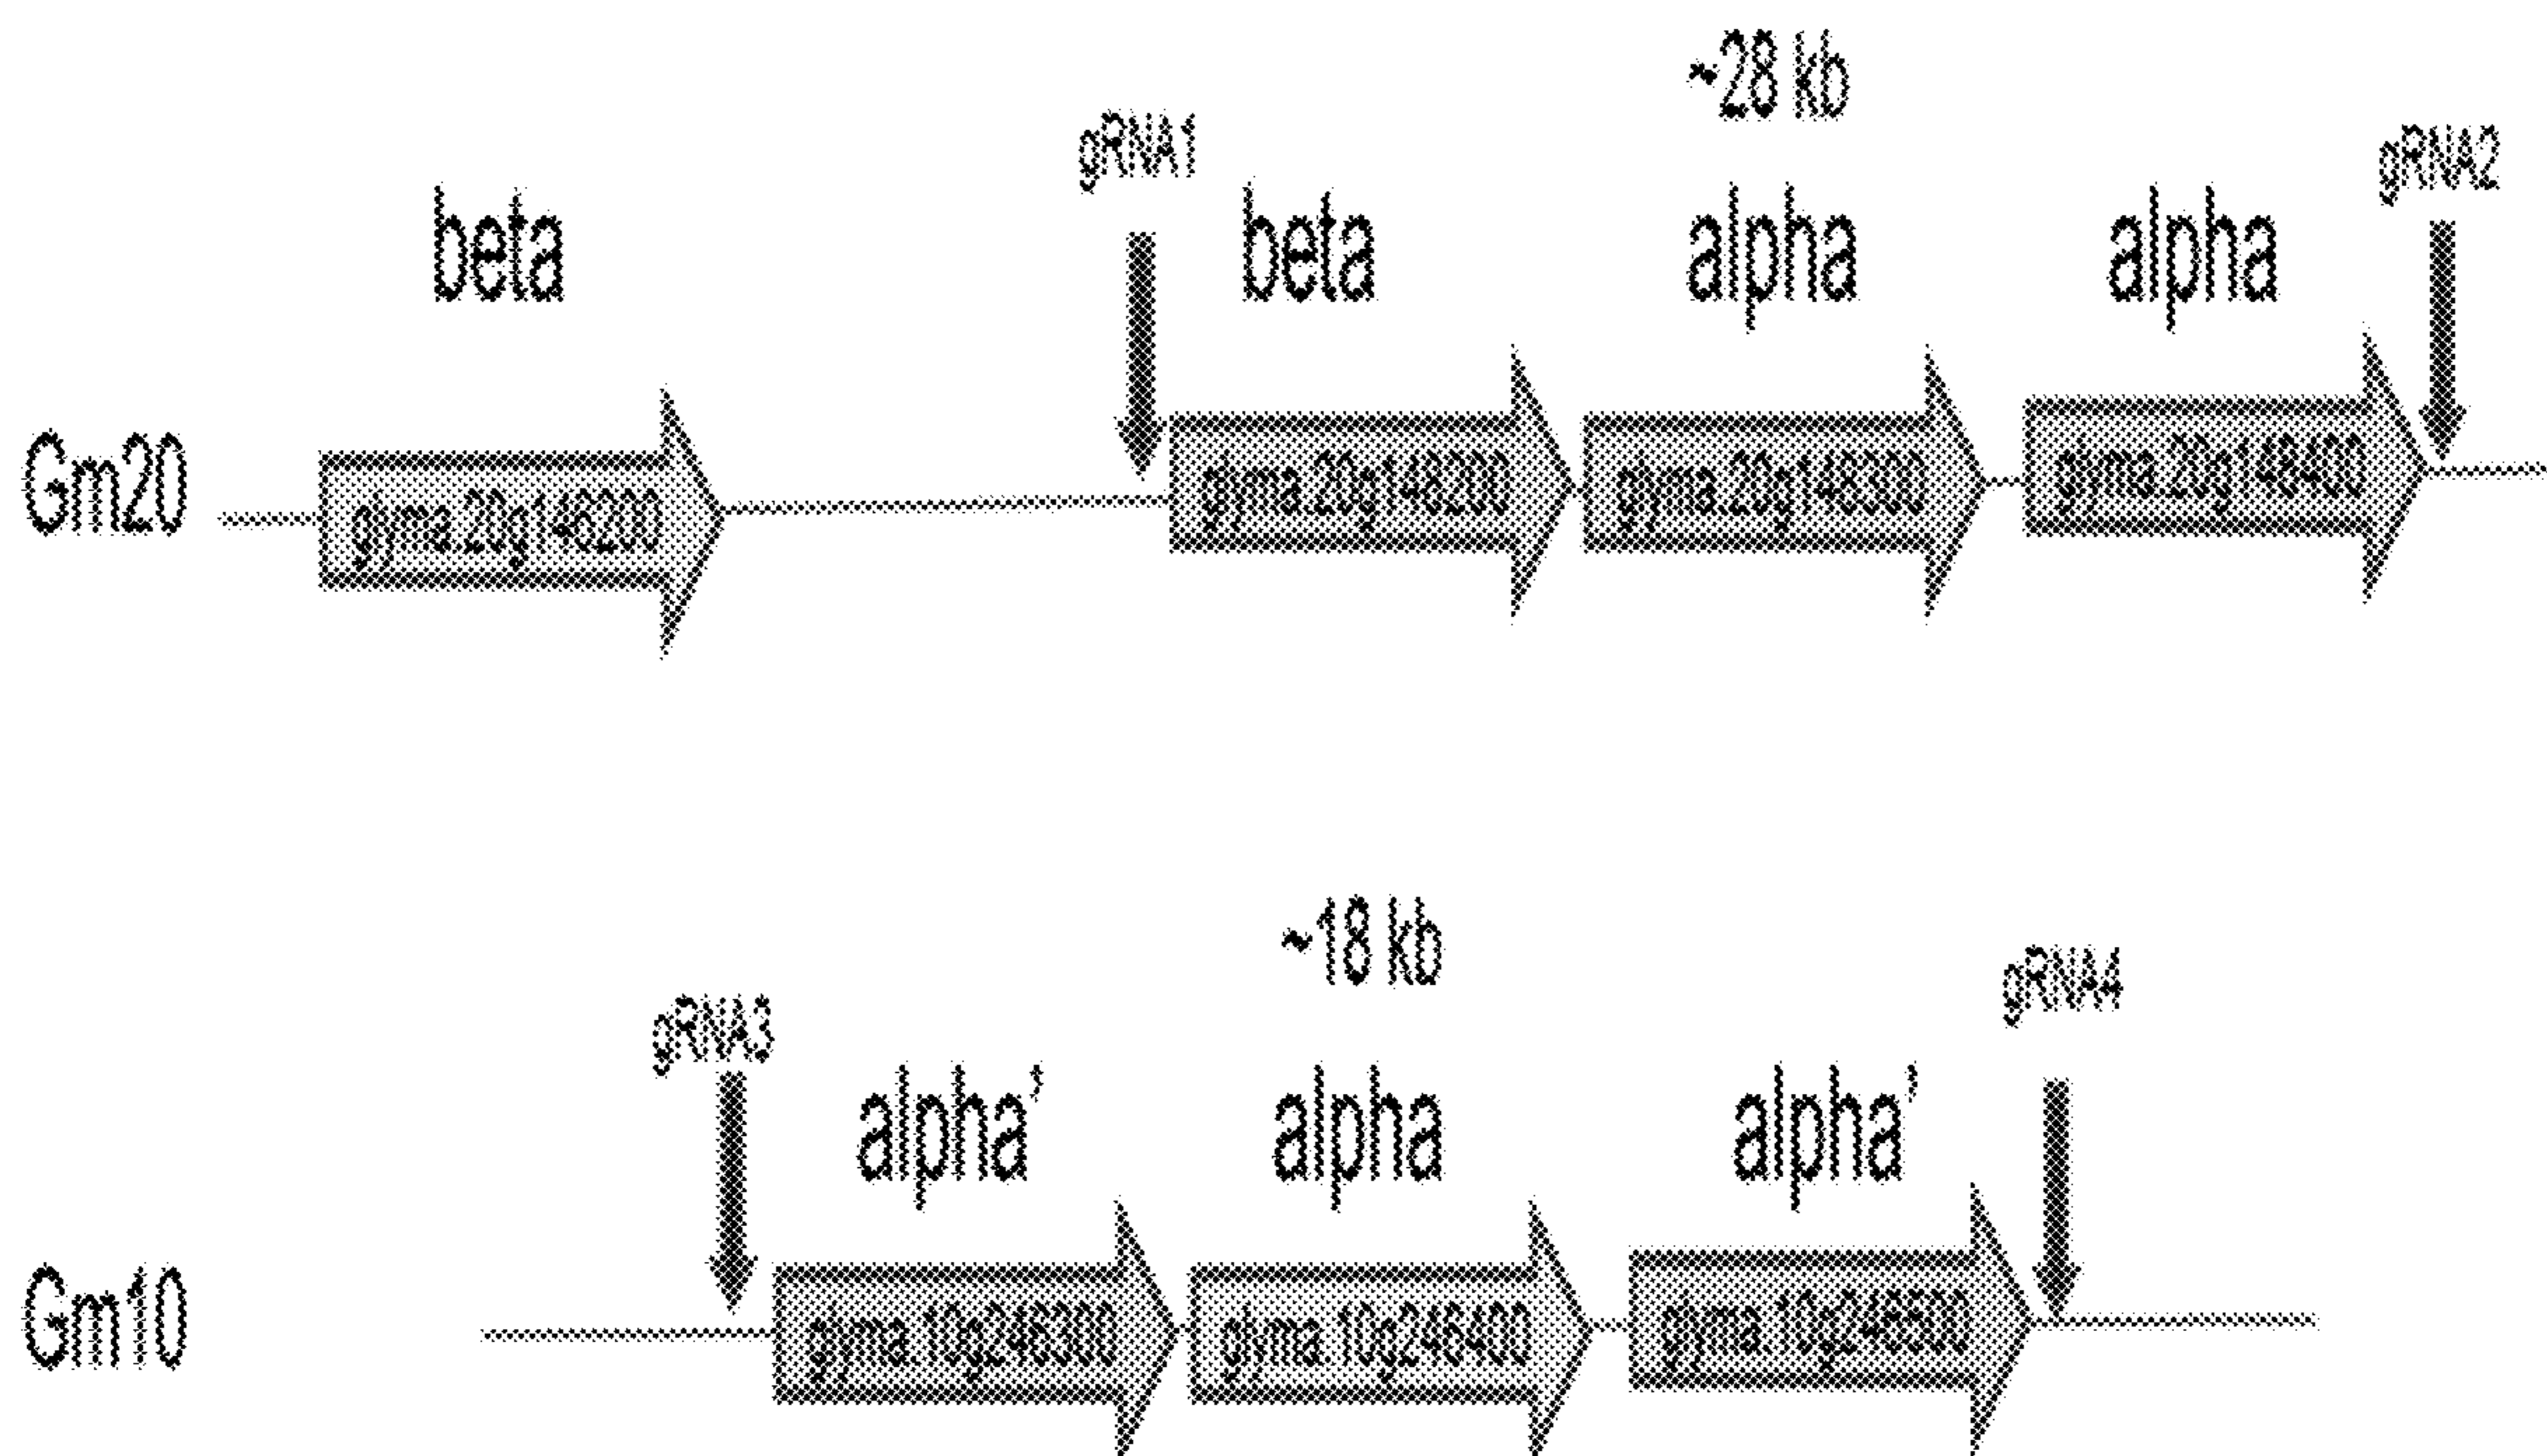 ~28 kb
gRNA1
gRNA2
beta
beta
alpha
alpha
Gm20
glyma.20g146200
glyma.20g148200
glyma.20g148300
glyma.20g148400
~18 kb
gRNA3
gRNA4
alpha'
alpha
alpha'
Gm10
glyma.10g246300
glyma.10g246400
glyma.10g246500